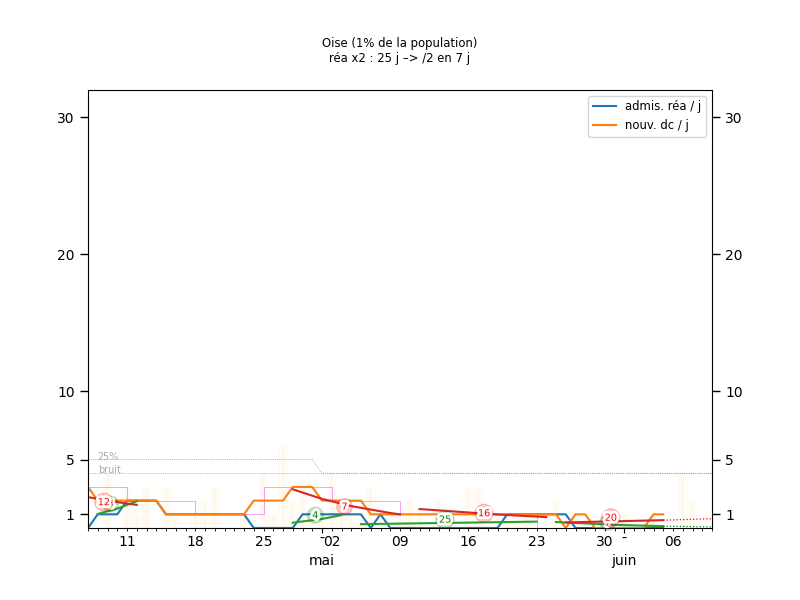 Oise (1% de la population)
réa x2 : 25 j –> /2 en 7 j
admis. réa / j
nouv. dc / j
30 30
20 20
10 10
5 5
25%
bruit
1 1
12 4 7 25 16 20
11 18 25 02 09 16 23 30 06
mai juin